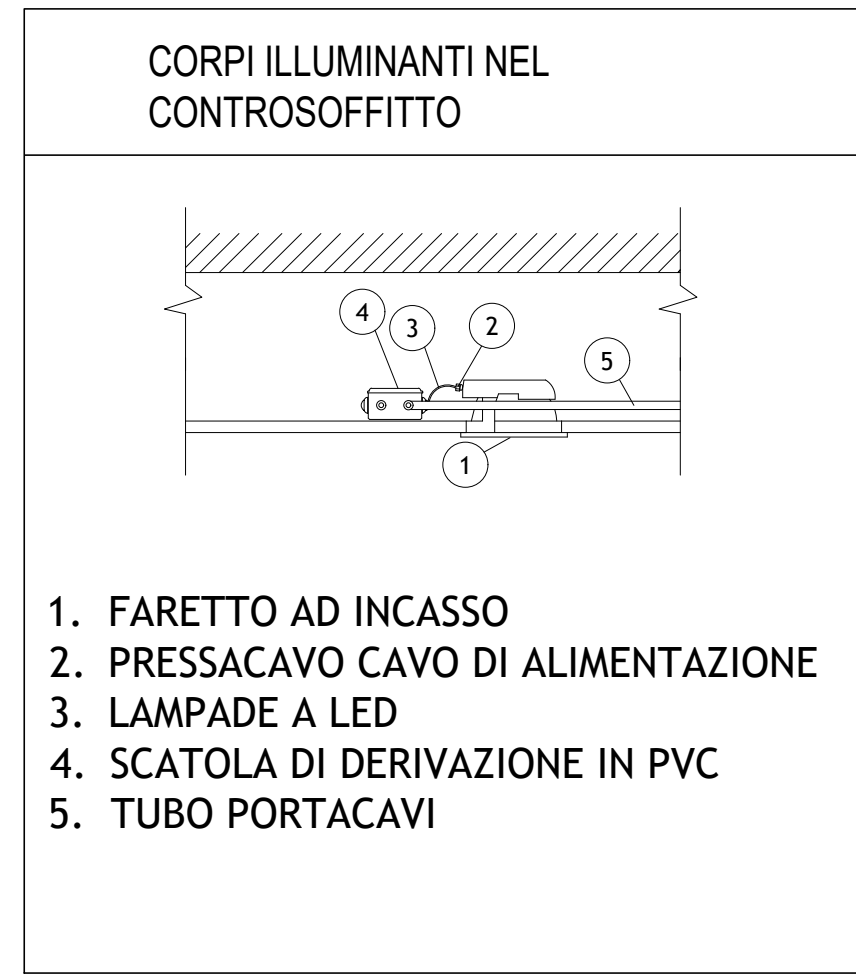 CORPI ILLUMINANTI NEL
CONTROSOFFITTO
4
3
2
5
1
1. FARETTO AD INCASSO
2. PRESSACAVO CAVO DI ALIMENTAZIONE
3. LAMPADE A LED
4. SCATOLA DI DERIVAZIONE IN PVC
5. TUBO PORTACAVI